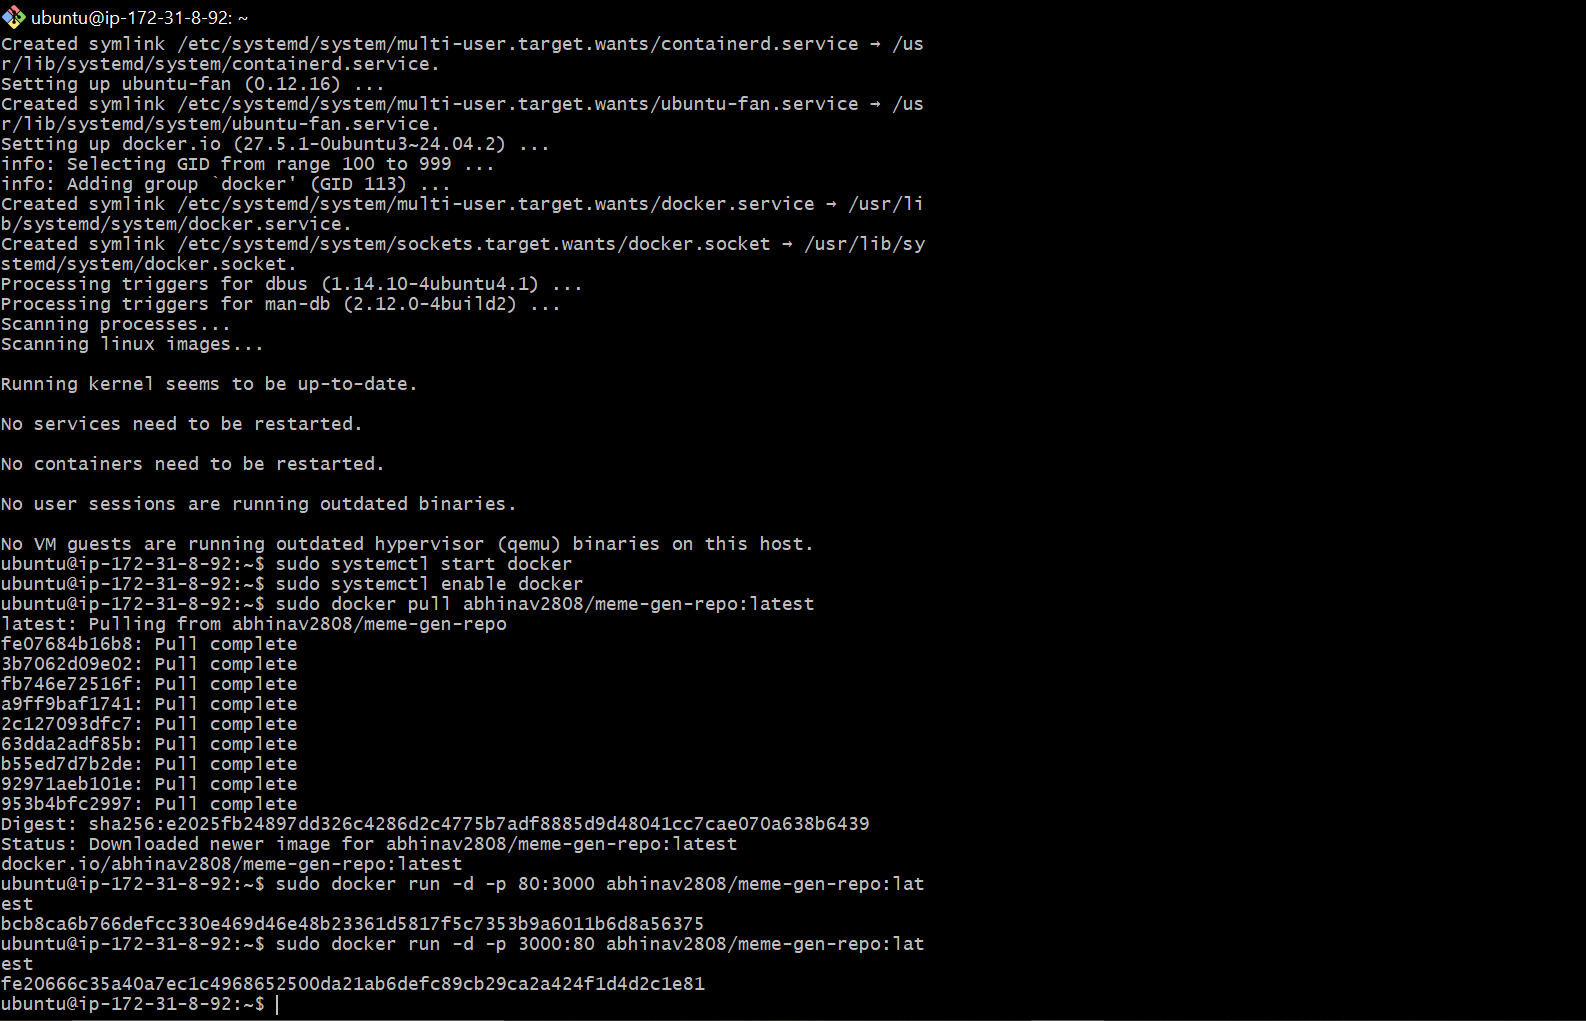 ubuntu@ip-172-31-8-92: ~
Created symlink /etc/systemd/system/multi-user.target.wants/containerd.service → /us
r/lib/systemd/system/containerd.service.
Setting up ubuntu-fan (0.12.16) ...
Created symlink /etc/systemd/system/multi-user.target.wants/ubuntu-fan.service → /us
r/lib/systemd/system/ubuntu-fan.service.
Setting up docker.io (27.5.1-0ubuntu3~24.04.2) ...
info: Selecting GID from range 100 to 999 ...
info: Adding group `docker' (GID 113) ...
Created symlink /etc/systemd/system/multi-user.target.wants/docker.service → /usr/li
b/systemd/system/docker.service.
Created symlink /etc/systemd/system/sockets.target.wants/docker.socket → /usr/lib/sy
stemd/system/docker.socket.
Processing triggers for dbus (1.14.10-4ubuntu4.1) ...
Processing triggers for man-db (2.12.0-4build2) ...
Scanning processes...
Scanning linux images...
Running kernel seems to be up-to-date.
No services need to be restarted.
No containers need to be restarted.
No user sessions are running outdated binaries.
No VM guests are running outdated hypervisor (qemu) binaries on this host.
ubuntu@ip-172-31-8-92:~$ sudo systemctl start docker
ubuntu@ip-172-31-8-92:~$ sudo systemctl enable docker
ubuntu@ip-172-31-8-92:~$ sudo docker pull abhinav2808/meme-gen-repo:latest
latest: Pulling from abhinav2808/meme-gen-repo
fe07684b16b8: Pull complete
3b7062d09e02: Pull complete
fb746e72516f: Pull complete
a9ff9baf1741: Pull complete
2c127093dfc7: Pull complete
63dda2adf85b: Pull complete
b55ed7d7b2de: Pull complete
92971aeb101e: Pull complete
953b4bfc2997: Pull complete
Digest: sha256:e2025fb24897dd326c4286d2c4775b7adf8885d9d48041cc7cae070a638b6439
Status: Downloaded newer image for abhinav2808/meme-gen-repo:latest
docker.io/abhinav2808/meme-gen-repo:latest
ubuntu@ip-172-31-8-92:~$ sudo docker run -d -p 80:3000 abhinav2808/meme-gen-repo:lat
est
bcb8ca6b766defcc330e469d46e48b23361d5817f5c7353b9a6011b6d8a56375
ubuntu@ip-172-31-8-92:~$ sudo docker run -d -p 3000:80 abhinav2808/meme-gen-repo:lat
est
fe20666c35a40a7ec1c4968652500da21ab6defc89cb29ca2a424f1d4d2c1e81
ubuntu@ip-172-31-8-92:~$